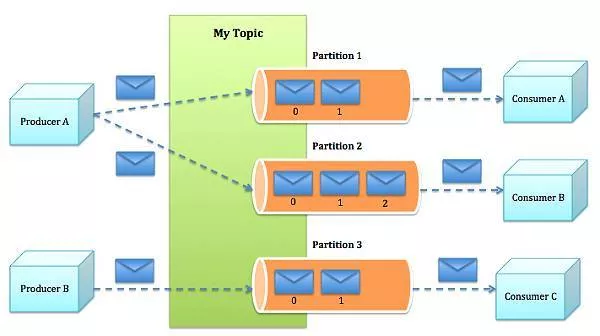 My Topic
Partition 1
0 1
Producer A
Consumer A
Partition 2
0 1 2
Consumer B
Partition 3
0 1
Producer B
Consumer C